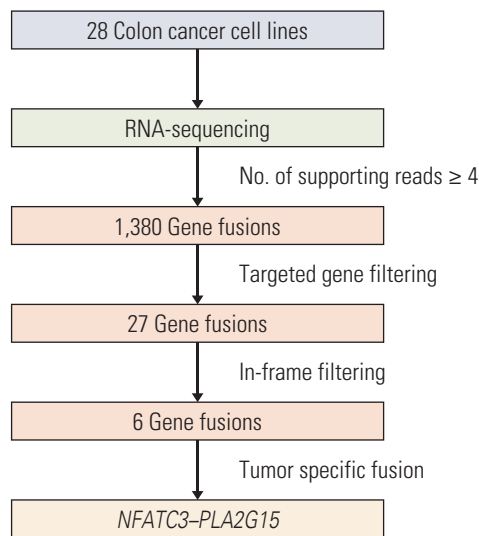 28 Colon cancer cell lines
RNA-sequencing
No. of supporting reads ≥ 4
1,380 Gene fusions
Targeted gene filtering
27 Gene fusions
In-frame filtering
6 Gene fusions
Tumor specific fusion
NFATC3–PLA2G15